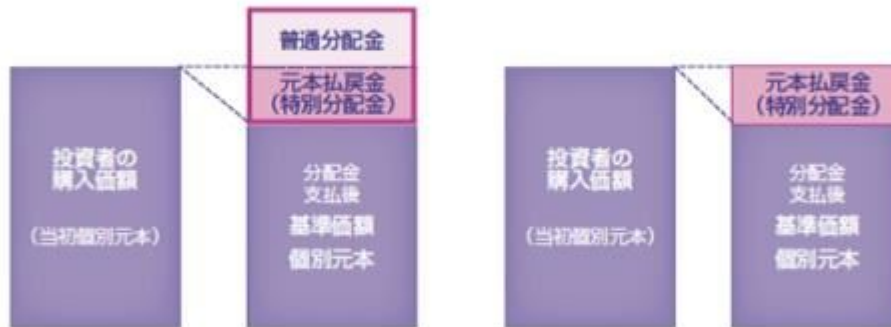 普通分配金
元本払戻金
(特別分配金)
投資者の
購入価額
(当初個別元本)
分配金
支払後
基準価額
個別元本
元本払戻金
(特別分配金)
投資者の
購入価額
(当初個別元本)
分配金
支払後
基準価額
個別元本